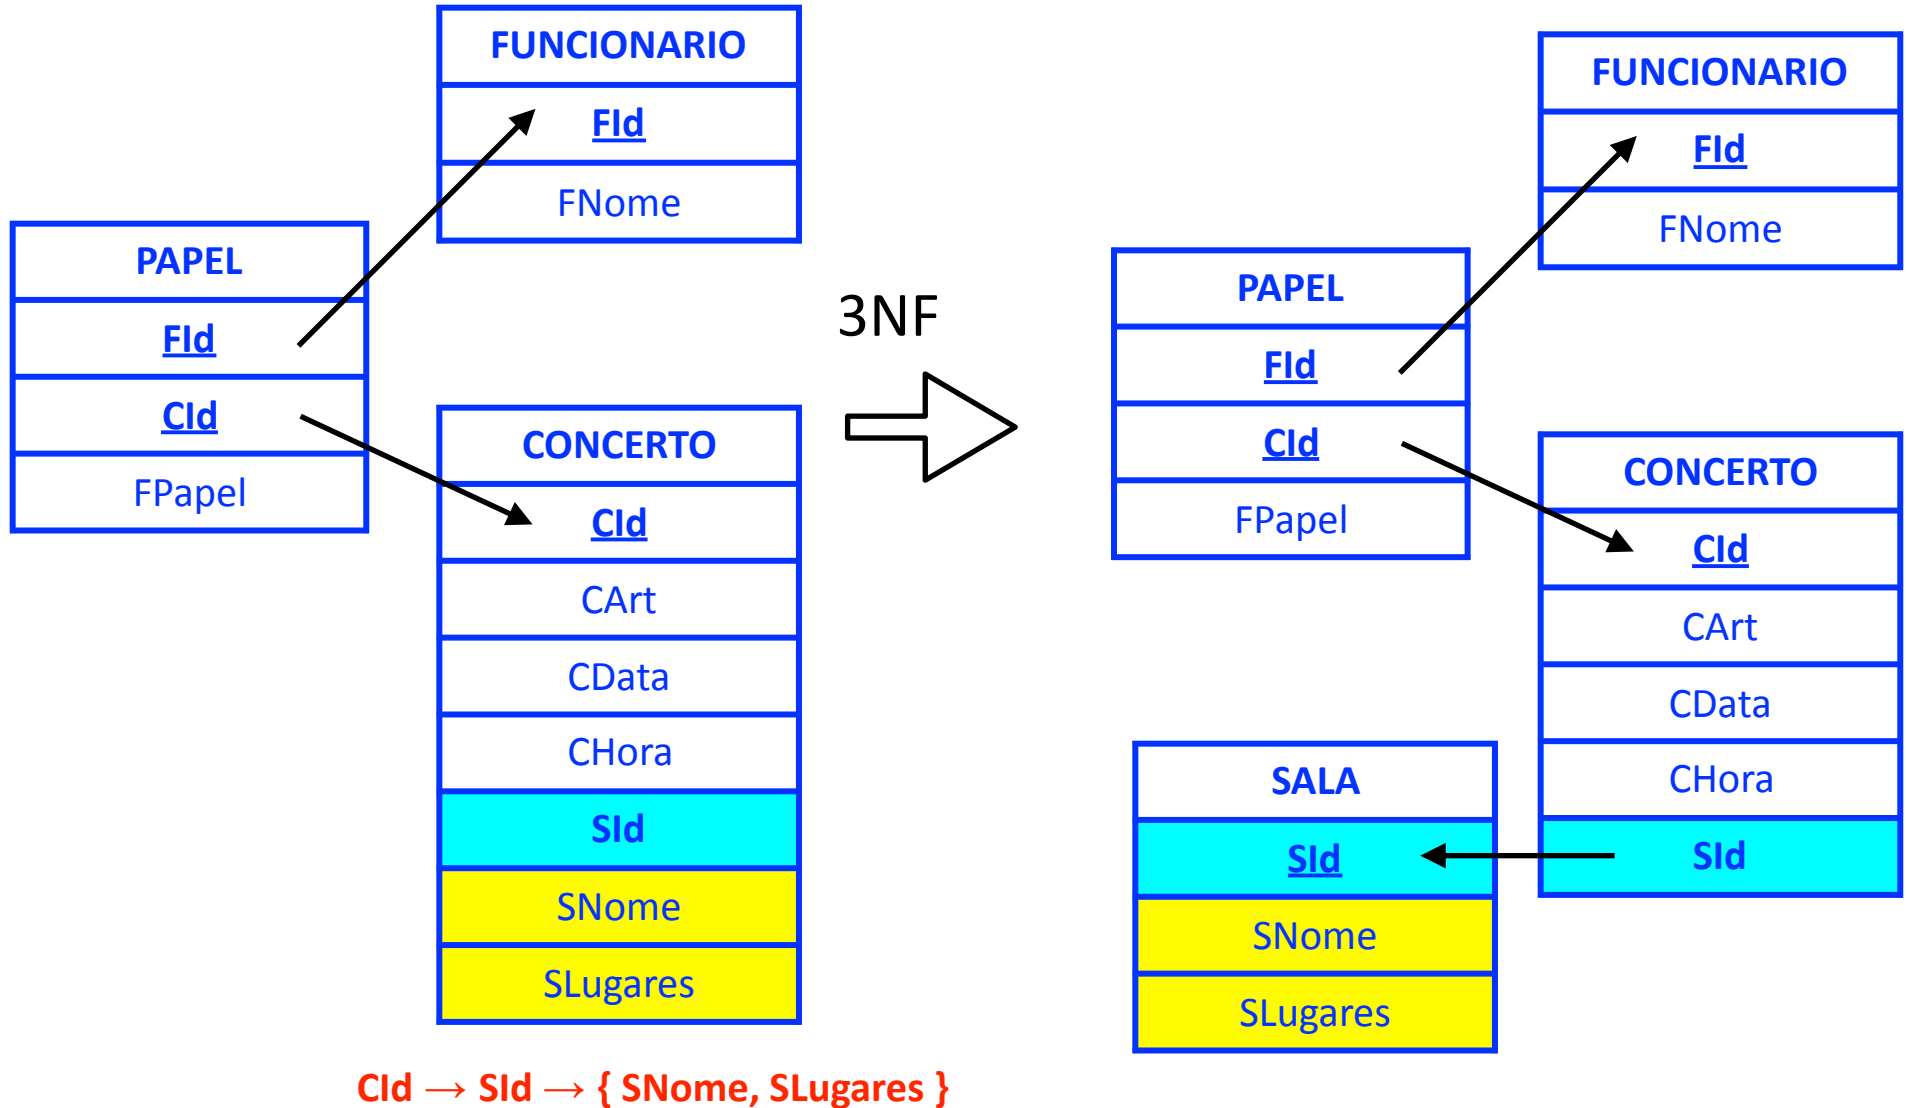 FUNCIONARIO
FId
FNome
PAPEL
FId
CId
FPapel
CONCERTO
CId
CArt
CData
CHora
SId
SNome
SLugares
CId → SId → { SNome, SLugares }
3NF
FUNCIONARIO
FId
FNome
PAPEL
FId
CId
FPapel
CONCERTO
CId
CArt
CData
CHora
SId
SALA
SId
SNome
SLugares